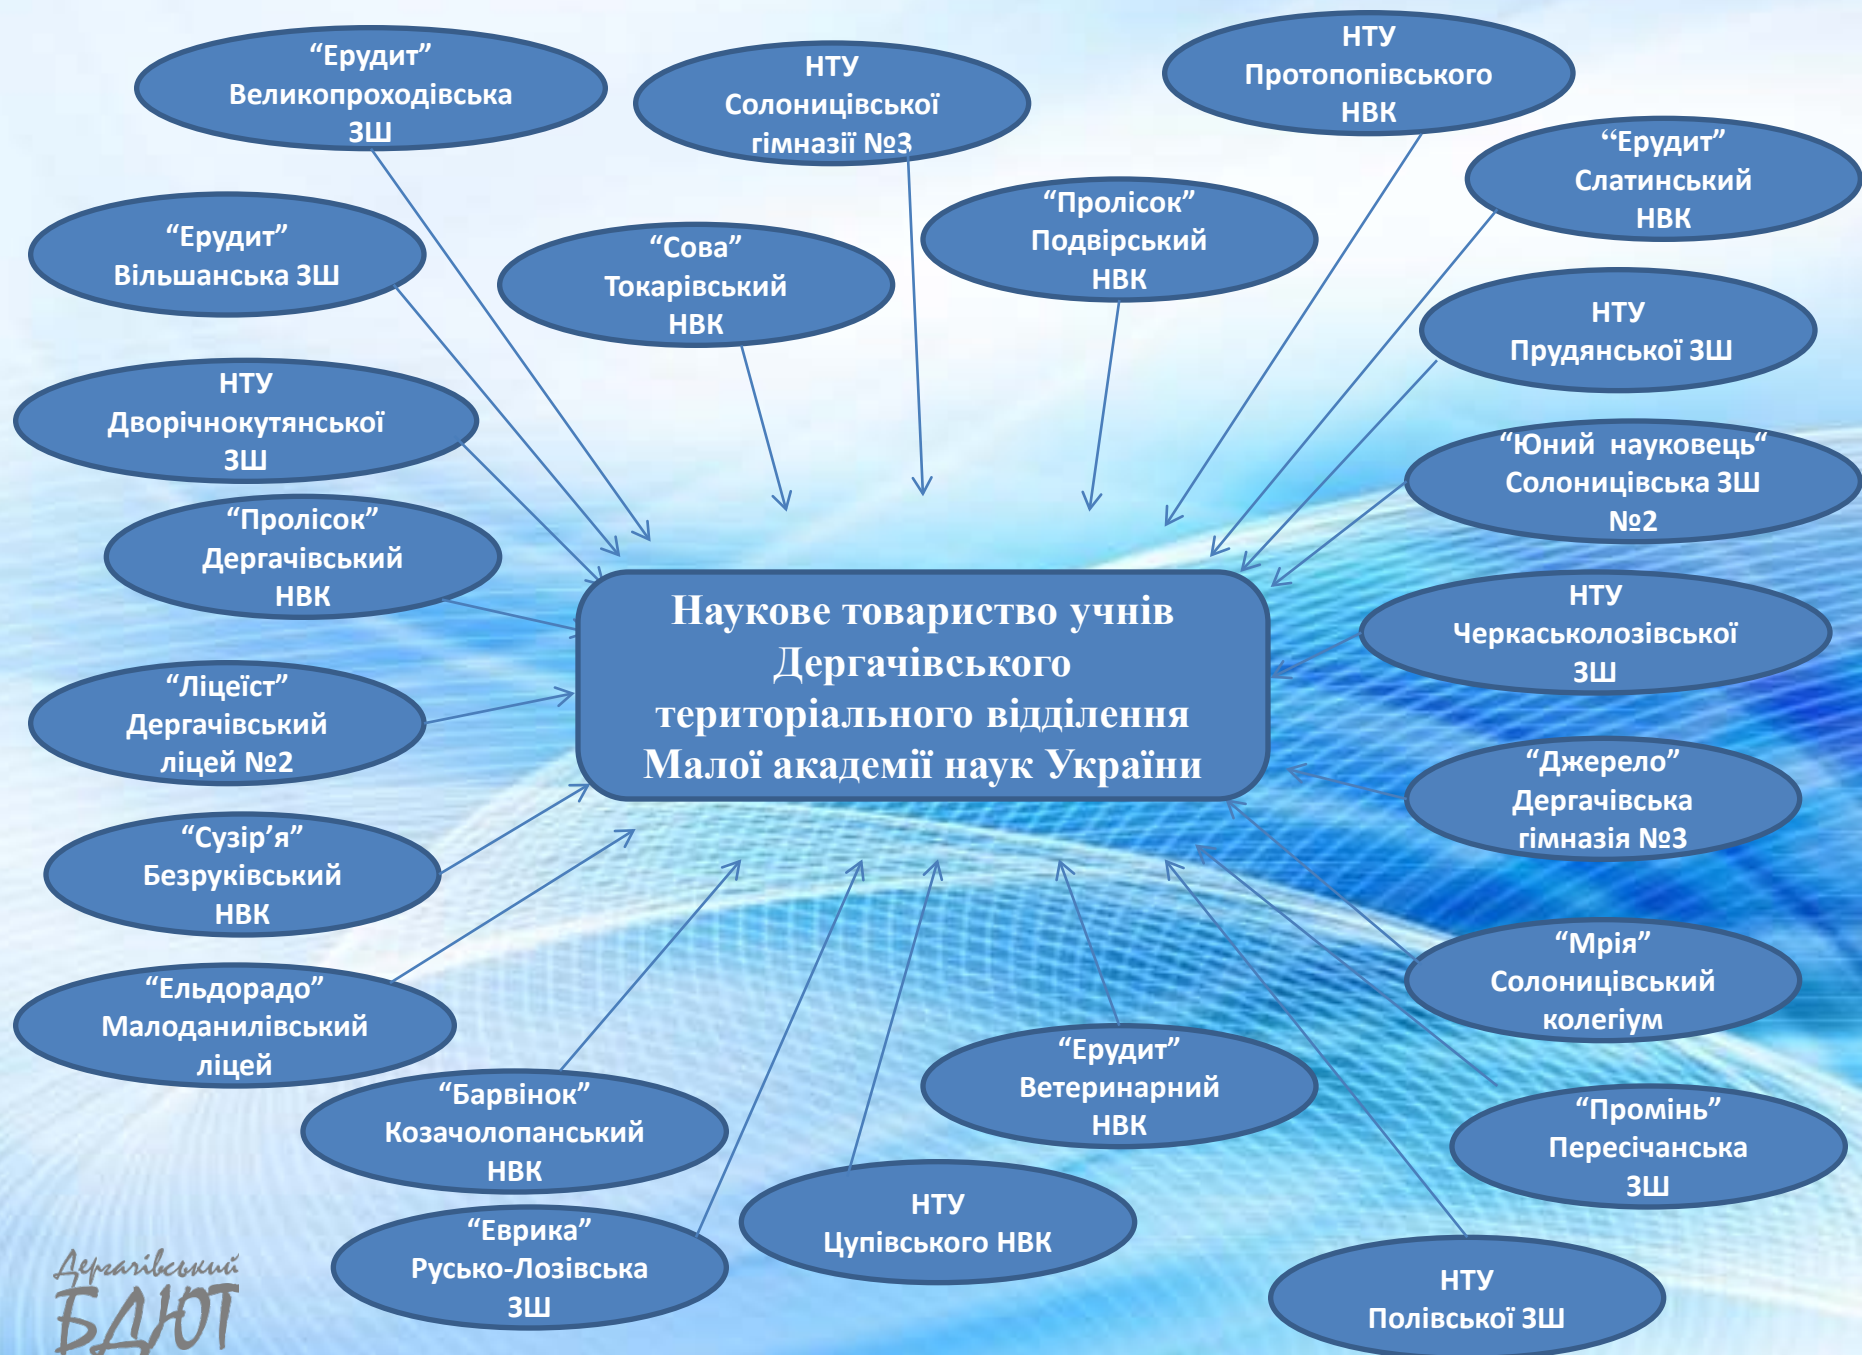 “Ерудит”
Великопроходівська
ЗШ
НТУ
Солоницівської
гімназії №3
НТУ
Протопопівського
НВК
“Ерудит”
Слатинський
НВК
“Ерудит”
Вільшанська ЗШ
“Сова”
Токарівський
НВК
“Пролісок”
Подвірський
НВК
НТУ
Прудянської ЗШ
НТУ
Дворічнокутянської
ЗШ
“Юний  науковець“
Солоницівська ЗШ
№2
“Пролісок”
Дергачівський
НВК
Наукове товариство учнів
Дергачівського
територіального відділення
Малої академії наук України
НТУ
Черкаськолозівської
ЗШ
“Ліцеїст”
Дергачівський
ліцей №2
“Джерело”
Дергачівська
гімназія №3
“Сузір’я”
Безруківський
НВК
“Мрія”
Солоницівський
колегіум
“Ельдорадо”
Малоданилівський
ліцей
“Барвінок”
Козачолопанський
НВК
“Ерудит”
Ветеринарний
НВК
“Промінь”
Пересічанська
ЗШ
“Еврика”
Русько-Лозівська
ЗШ
НТУ
Цупівського НВК
НТУ
Полівської ЗШ
Дергачівський
БДЮТ